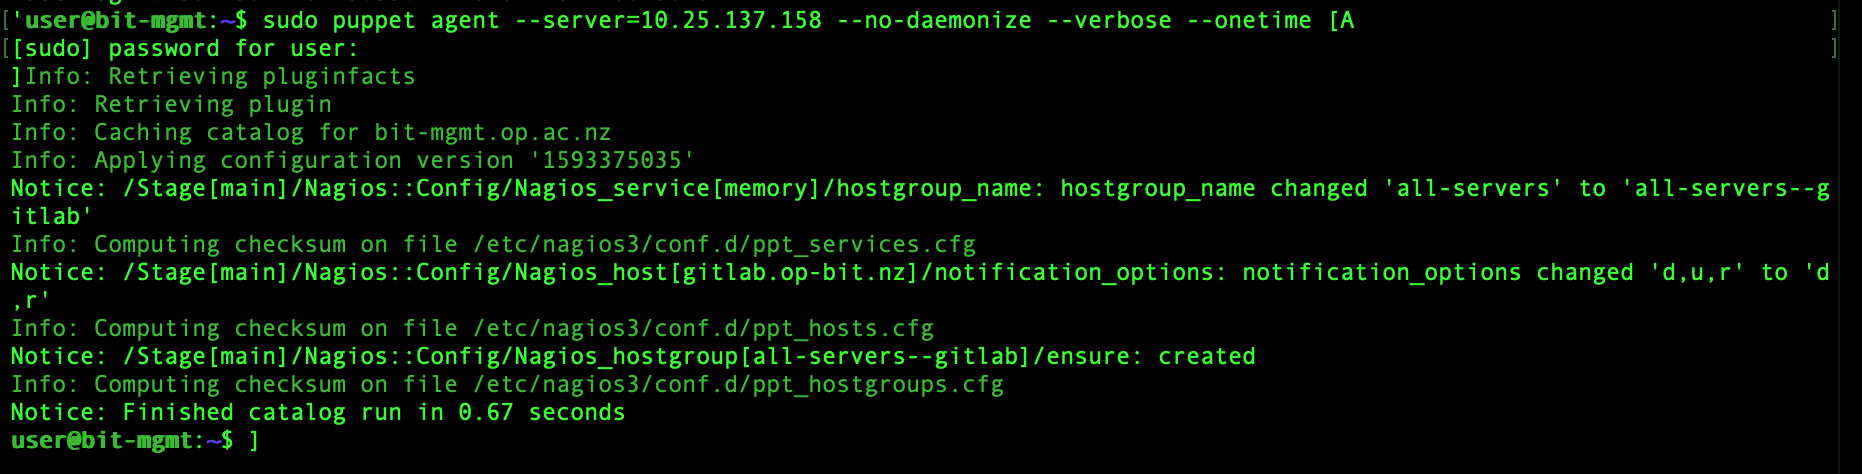 ['user@bit-mgmt:~$ sudo puppet agent --server=10.25.137.158 --no-daemonize --verbose --onetime [A ]
[[sudo] password for user: ]
]Info: Retrieving pluginfacts
Info: Retrieving plugin
Info: Caching catalog for bit-mgmt.op.ac.nz
Info: Applying configuration version '1593375035'
Notice: /Stage[main]/Nagios::Config/Nagios_service[memory]/hostgroup_name: hostgroup_name changed 'all-servers' to 'all-servers--g
itlab'
Info: Computing checksum on file /etc/nagios3/conf.d/ppt_services.cfg
Notice: /Stage[main]/Nagios::Config/Nagios_host[gitlab.op-bit.nz]/notification_options: notification_options changed 'd,u,r' to 'd
,r'
Info: Computing checksum on file /etc/nagios3/conf.d/ppt_hosts.cfg
Notice: /Stage[main]/Nagios::Config/Nagios_hostgroup[all-servers--gitlab]/ensure: created
Info: Computing checksum on file /etc/nagios3/conf.d/ppt_hostgroups.cfg
Notice: Finished catalog run in 0.67 seconds
user@bit-mgmt:~$ ]